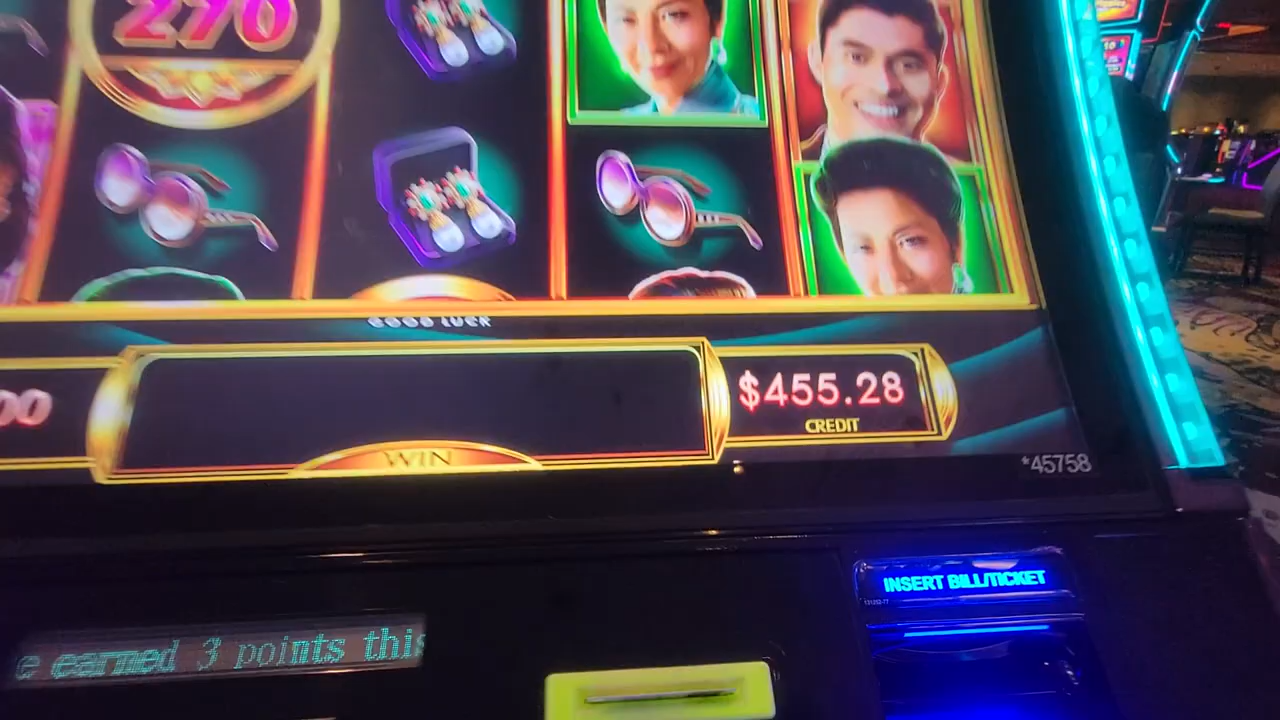 270
GOOD LUCK
00
$455.28
CREDIT
WIN
*45758
INSERT BILL/TICKET
e earned 3 points this